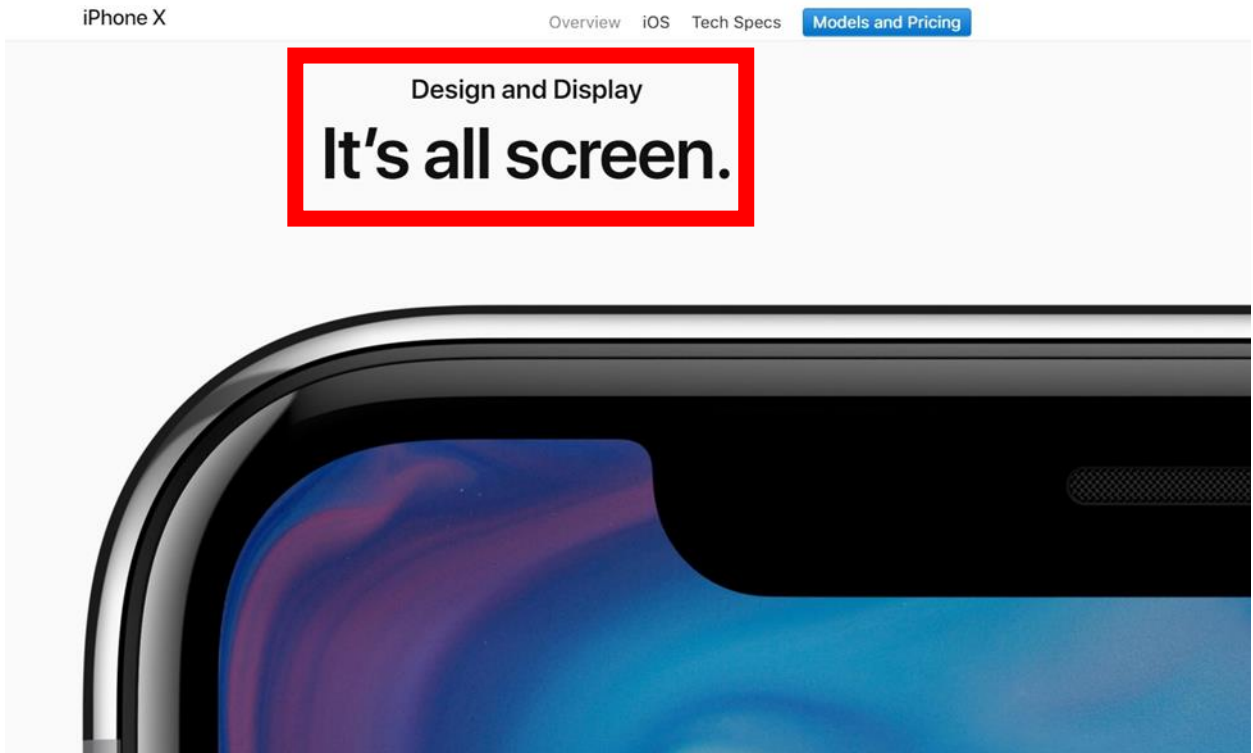 iPhone X
Overview iOS Tech Specs Models and Pricing
Design and Display
It's all screen.